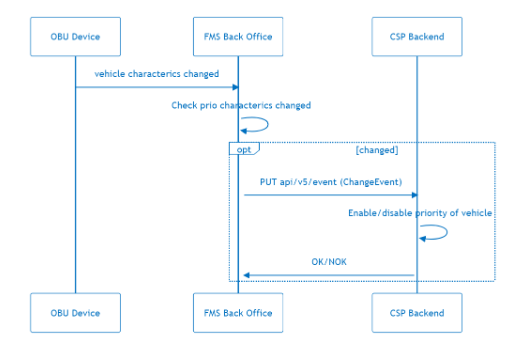 OBU Device
FMS Back Office
CSP Backend
vehicle characterics changed
Check prio characterics changed
opt
[changed]
PUT api/v5/event (ChangeEvent)
Enable/disable priority of vehicle
OK/NOK
OBU Device
FMS Back Office
CSP Backend